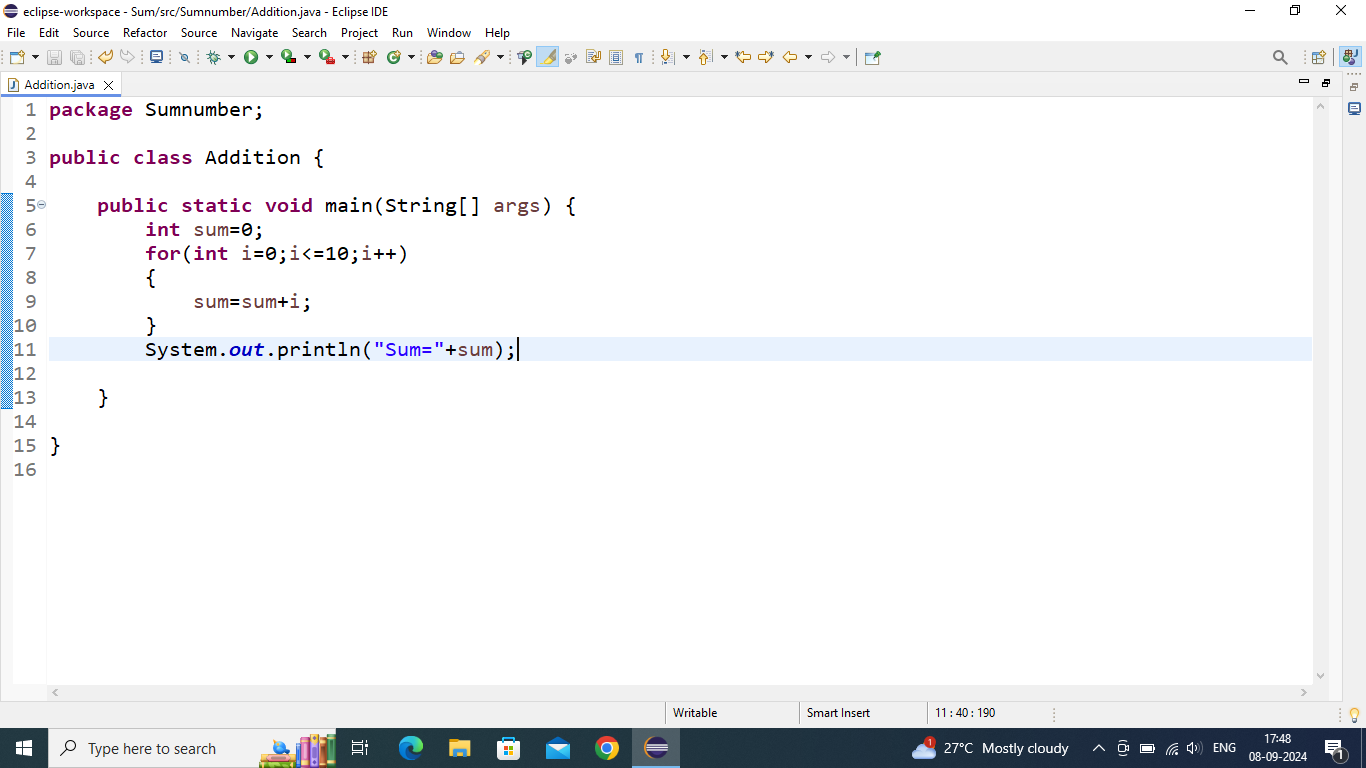 eclipse-workspace - Sum/src/Sumnumber/Addition.java - Eclipse IDE
File Edit Source Refactor Source Navigate Search Project Run Window Help
Addition.java
1 package Sumnumber;
2
3 public class Addition {
4
5 public static void main(String[] args) {
6 int sum=0;
7 for(int i=0;i<=10;i++)
8 {
9 sum=sum+i;
10 }
11 System.out.println("Sum="+sum);
12
13 }
14
15 }
16
Writable Smart Insert 11 : 40 : 190
Type here to search 1 27°C Mostly cloudy ENG 17:48
08-09-2024 1